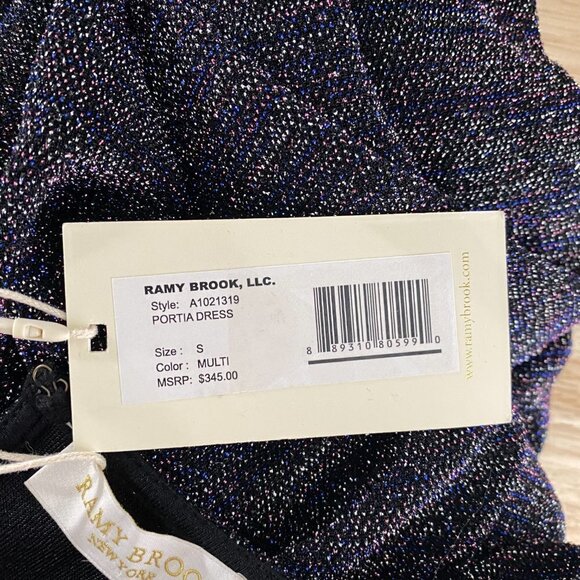 RAMY BROOK, LLC.
Style: A1021319
PORTIA DRESS
Size : S
Color : MULTI
MSRP: $345.00
8 89310 80599 0
www.ramybrook.com
RAMY BROOK
NEW YORK